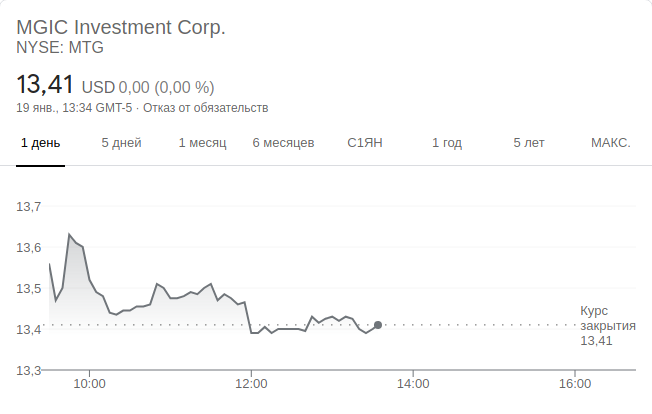 MGIC Investment Corp.
NYSE: MTG
13,41 USD 0,00 (0,00 %)
19 янв., 13:34 GMT-5 · Отказ от обязательств
1 день 5 дней 1 месяц 6 месяцев С1ЯН 1 год 5 лет МАКС.
13,7
13,6
13,5
13,4
13,3
Курс
закрытия
13,41
10:00 12:00 14:00 16:00